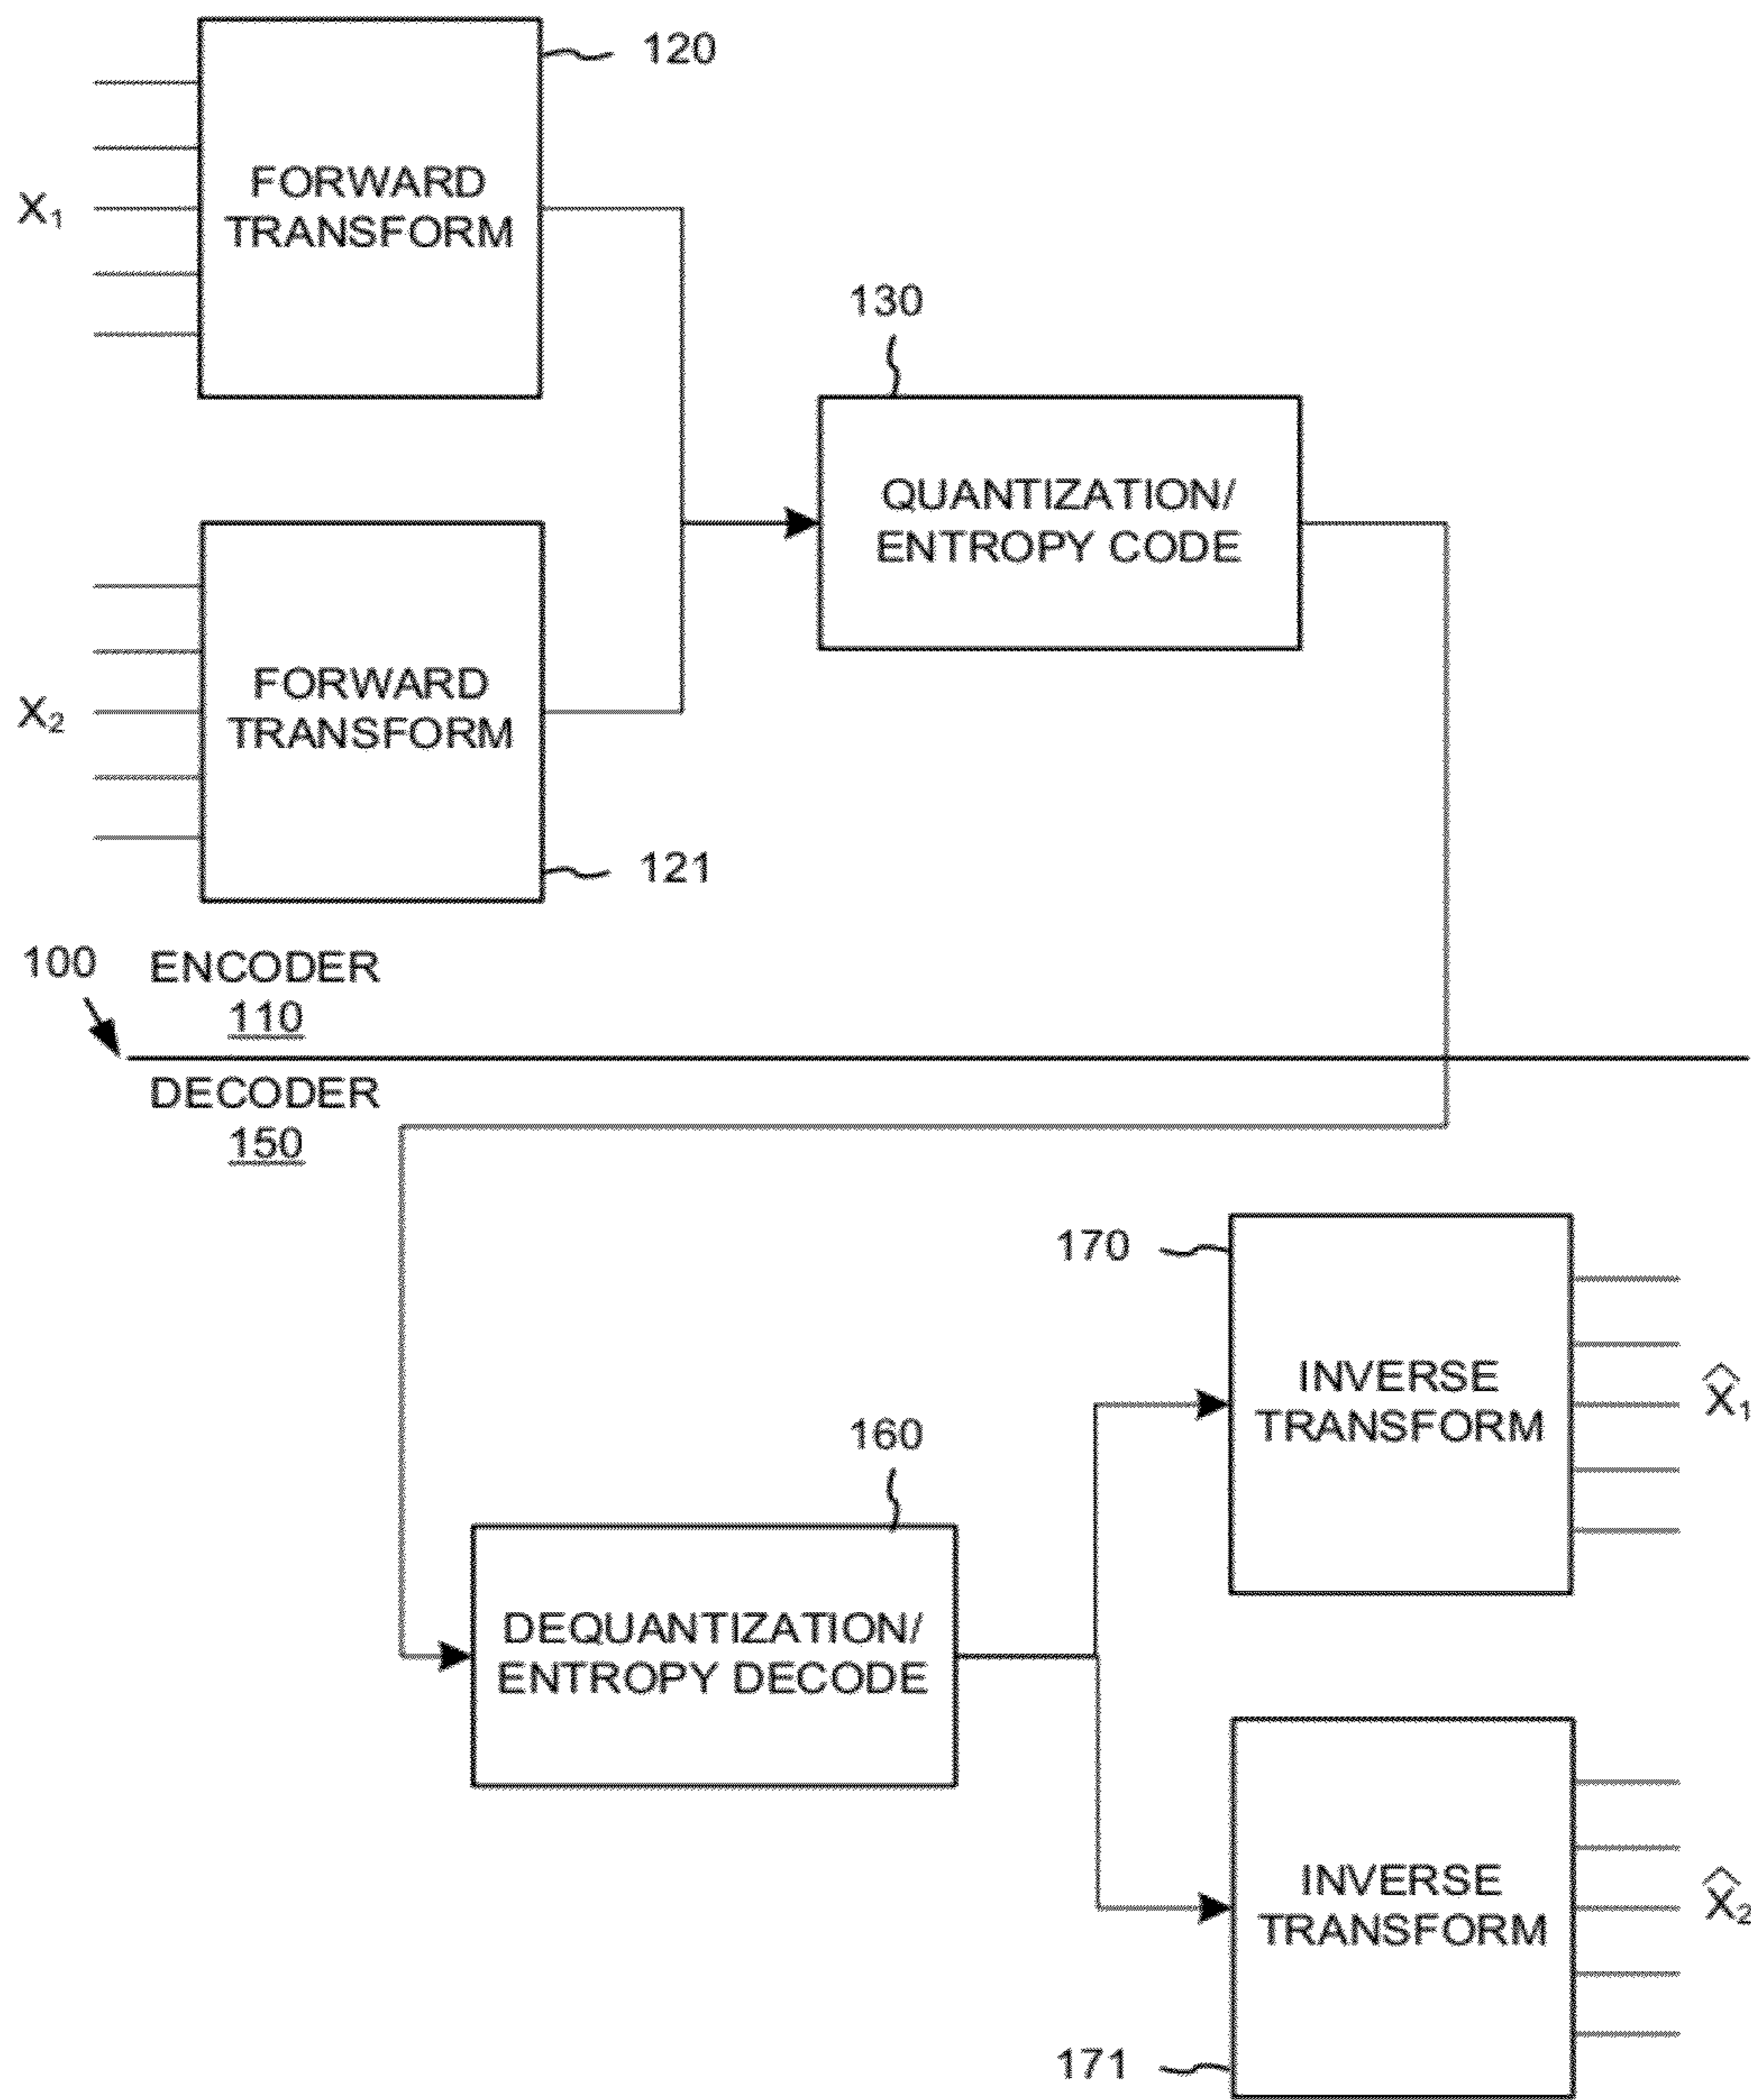 120
FORWARD
TRANSFORM
X₁
130
QUANTIZATION/
ENTROPY CODE
FORWARD
TRANSFORM
X₂
121
100
ENCODER
110
DECODER
150
170
INVERSE
TRANSFORM
X̂₁
160
DEQUANTIZATION/
ENTROPY DECODE
INVERSE
TRANSFORM
X̂₂
171